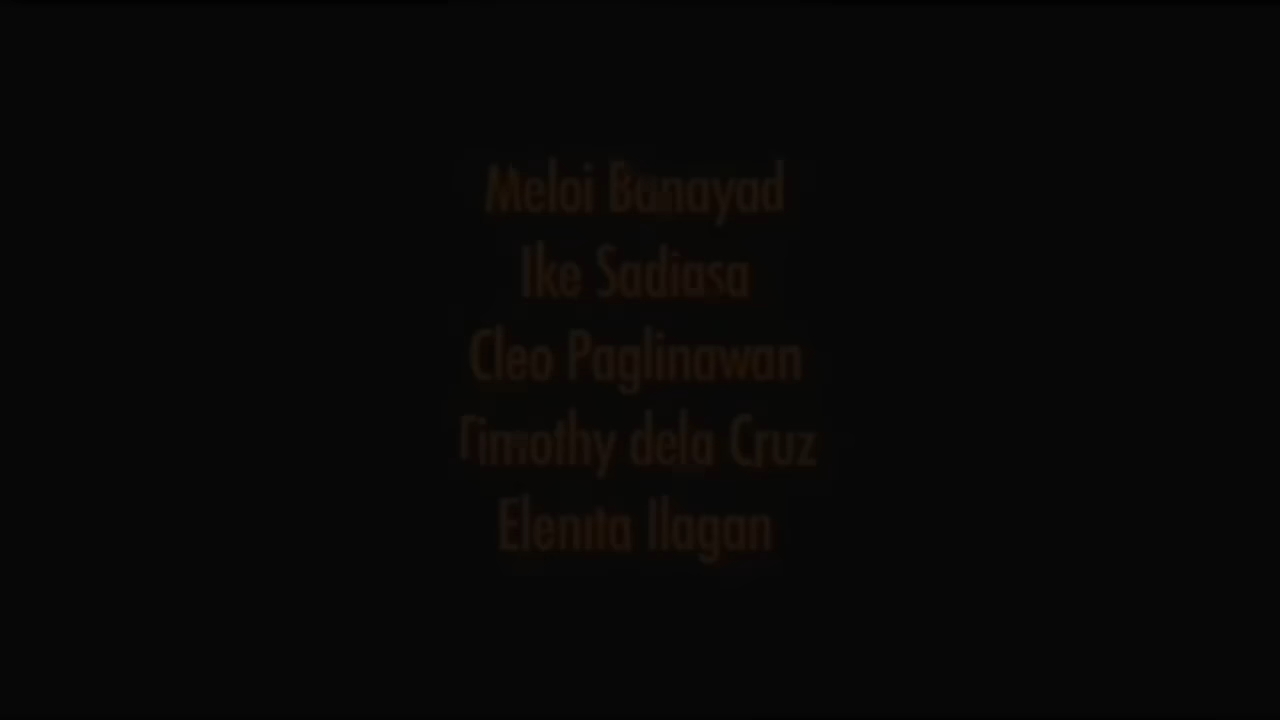 Meloi Banayad
Ike Sadiasa
Cleo Paglinawan
Timothy dela Cruz
Elenita Ilagan